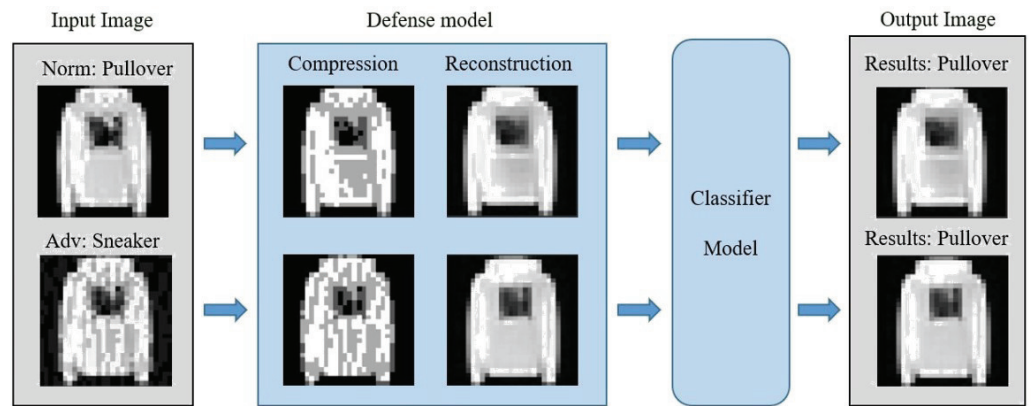 Input Image
Defense model
Output Image
Norm: Pullover
Compression
Reconstruction
Results: Pullover
Adv: Sneaker
Classifier
Model
Results: Pullover